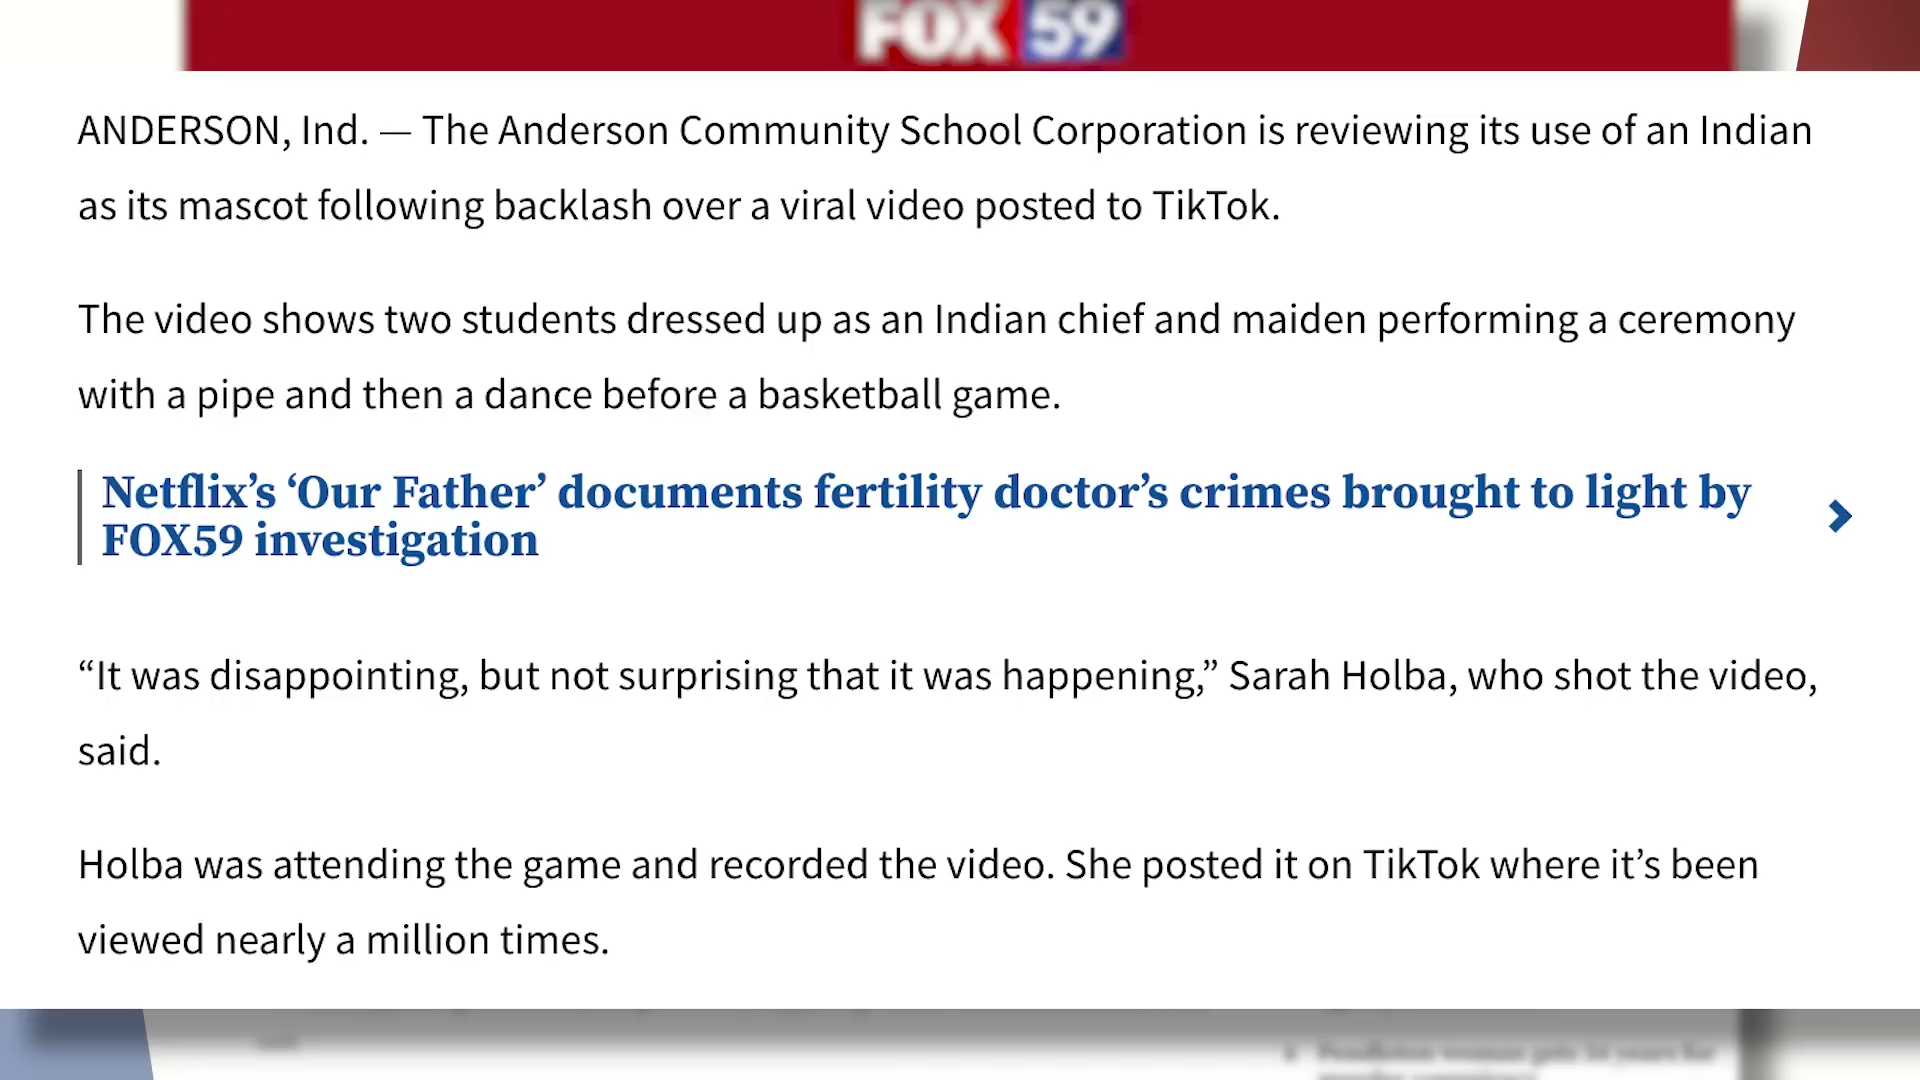 FOX 59
ANDERSON, Ind. — The Anderson Community School Corporation is reviewing its use of an Indian
as its mascot following backlash over a viral video posted to TikTok.
The video shows two students dressed up as an Indian chief and maiden performing a ceremony
with a pipe and then a dance before a basketball game.
Netflix’s ‘Our Father’ documents fertility doctor’s crimes brought to light by
FOX59 investigation
“It was disappointing, but not surprising that it was happening,” Sarah Holba, who shot the video,
said.
Holba was attending the game and recorded the video. She posted it on TikTok where it’s been
viewed nearly a million times.